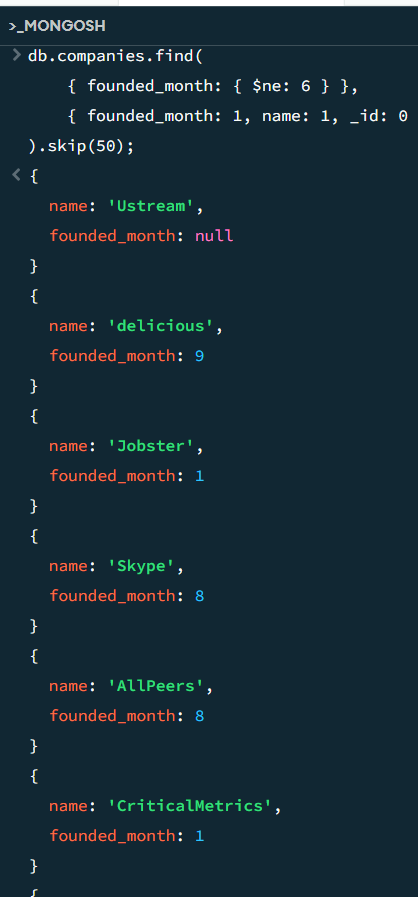 >_MONGOSH
> db.companies.find(
{ founded_month: { $ne: 6 } },
{ founded_month: 1, name: 1, _id: 0
).skip(50);
< {
name: 'Ustream',
founded_month: null
}
{
name: 'delicious',
founded_month: 9
}
{
name: 'Jobster',
founded_month: 1
}
{
name: 'Skype',
founded_month: 8
}
{
name: 'AllPeers',
founded_month: 8
}
{
name: 'CriticalMetrics',
founded_month: 1
}
{